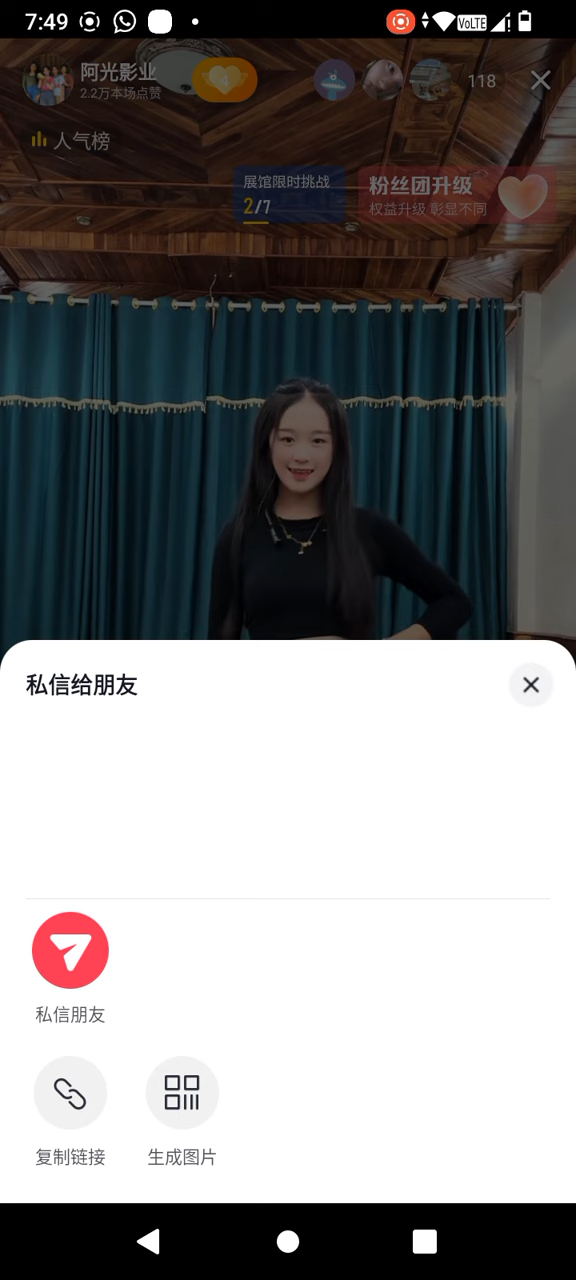 7:49
VoLTE
阿光影业
2.2万本场点赞
118
人气榜
展馆限时挑战
2/7
粉丝团升级
权益升级 彰显不同
私信给朋友
私信朋友
复制链接
生成图片